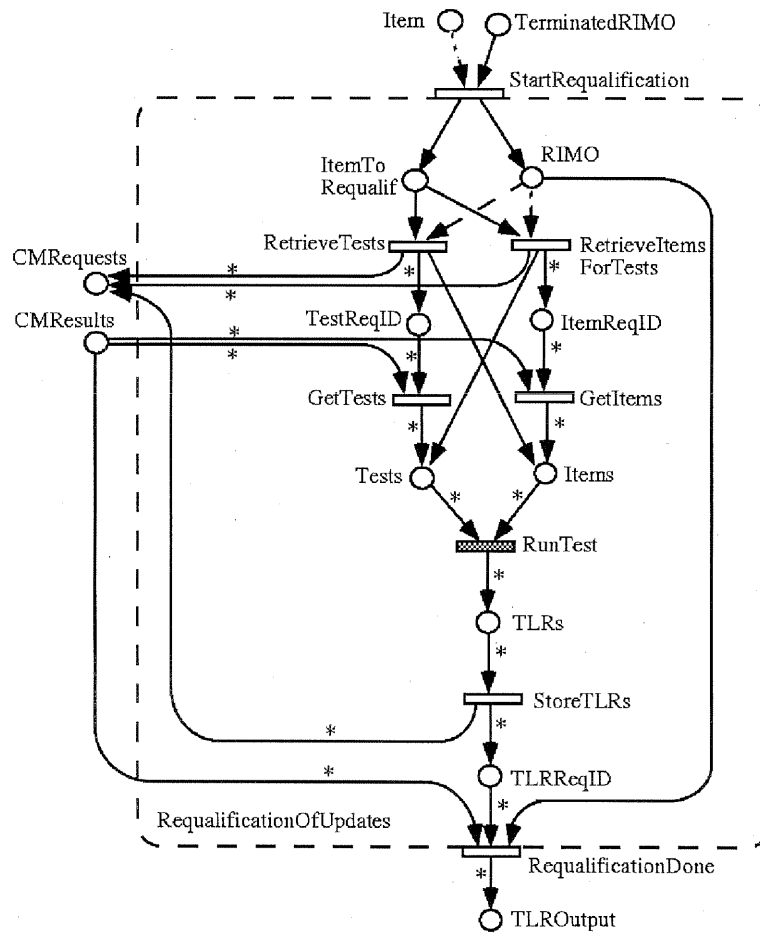 Item
TerminatedRIMO
StartRequalification
ItemTo
Requalif
RIMO
RetrieveTests
RetrieveItems
ForTests
CMRequests
*
*
*
*
CMResults
TestReqID
ItemReqID
*
*
*
*
GetTests
GetItems
*
*
Tests
Items
*
*
RunTest
*
TLRs
*
StoreTLRs
*
*
TLRReqID
*
*
RequalificationOfUpdates
RequalificationDone
*
TLROutput